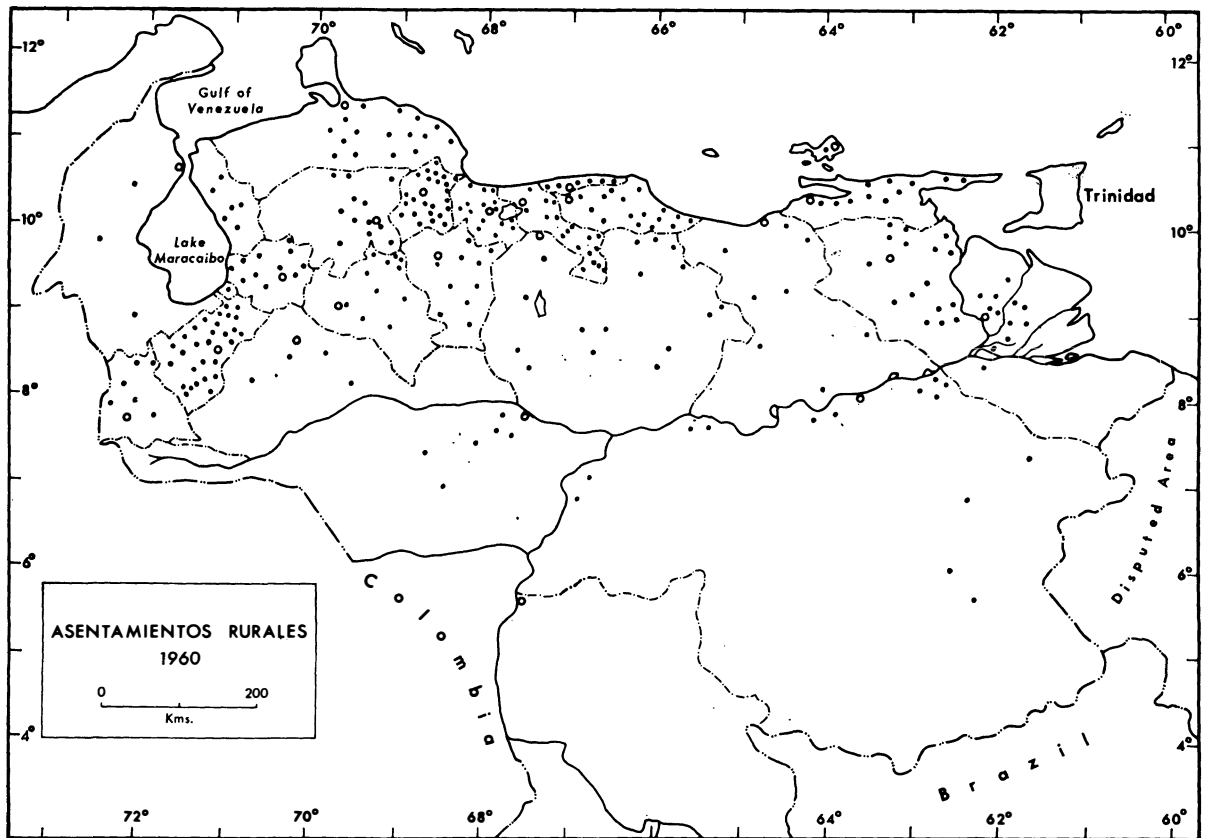 70° 68° 66° 64° 62° 60°
12° 12°
Gulf of
Venezuela
10° 10°
Trinidad
Lake
Maracaibo
8° 8°
Disputed Area
6° 6°
Colombia
ASENTAMIENTOS RURALES
1960
0 200
Kms.
4° 4°
Brazil
72° 70° 68° 66° 64° 62° 60°